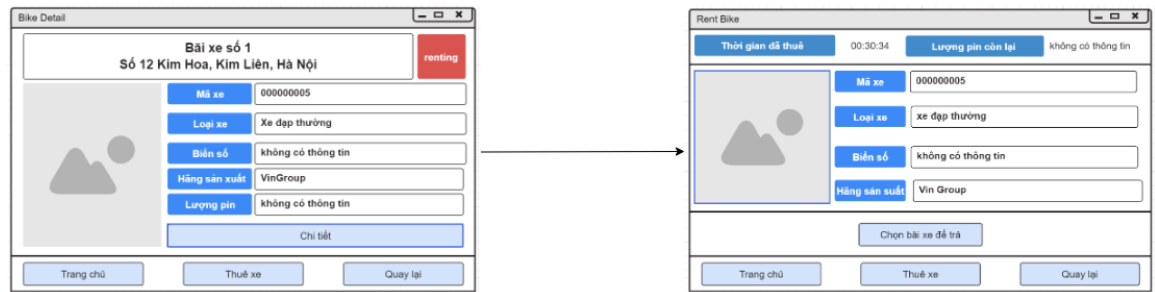 Bike Detail
Bãi xe số 1
Số 12 Kim Hoa, Kim Liên, Hà Nội
renting
Mã xe 000000005
Loại xe Xe đạp thường
Biển số không có thông tin
Hãng sản xuất VinGroup
Lượng pin không có thông tin
Chi tiết
Trang chủ Thuê xe Quay lại
Rent Bike
Thời gian đã thuê 00:30:34 Lượng pin còn lại không có thông tin
Mã xe 000000005
Loại xe xe đạp thường
Biển số không có thông tin
Hãng sản suất Vin Group
Chọn bãi xe để trả
Trang chủ Thuê xe Quay lại